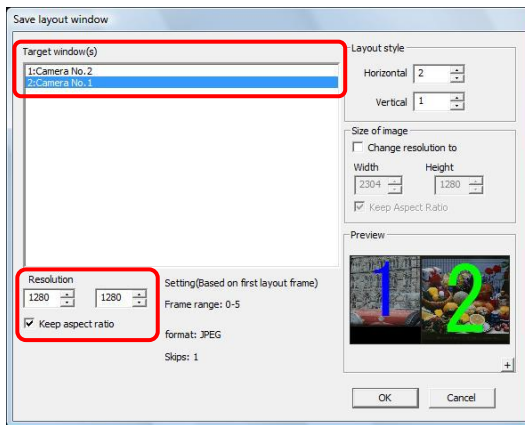 Save layout window
Target window(s)
1:Camera No.2
2:Camera No.1
Layout style
Horizontal 2
Vertical 1
Size of image
Change resolution to
Width Height
2304 1280
Keep Aspect Ratio
Preview
1 2
+
Resolution
1280 1280
Keep aspect ratio
Setting(Based on first layout frame)
Frame range: 0-5
format: JPEG
Skips: 1
OK Cancel